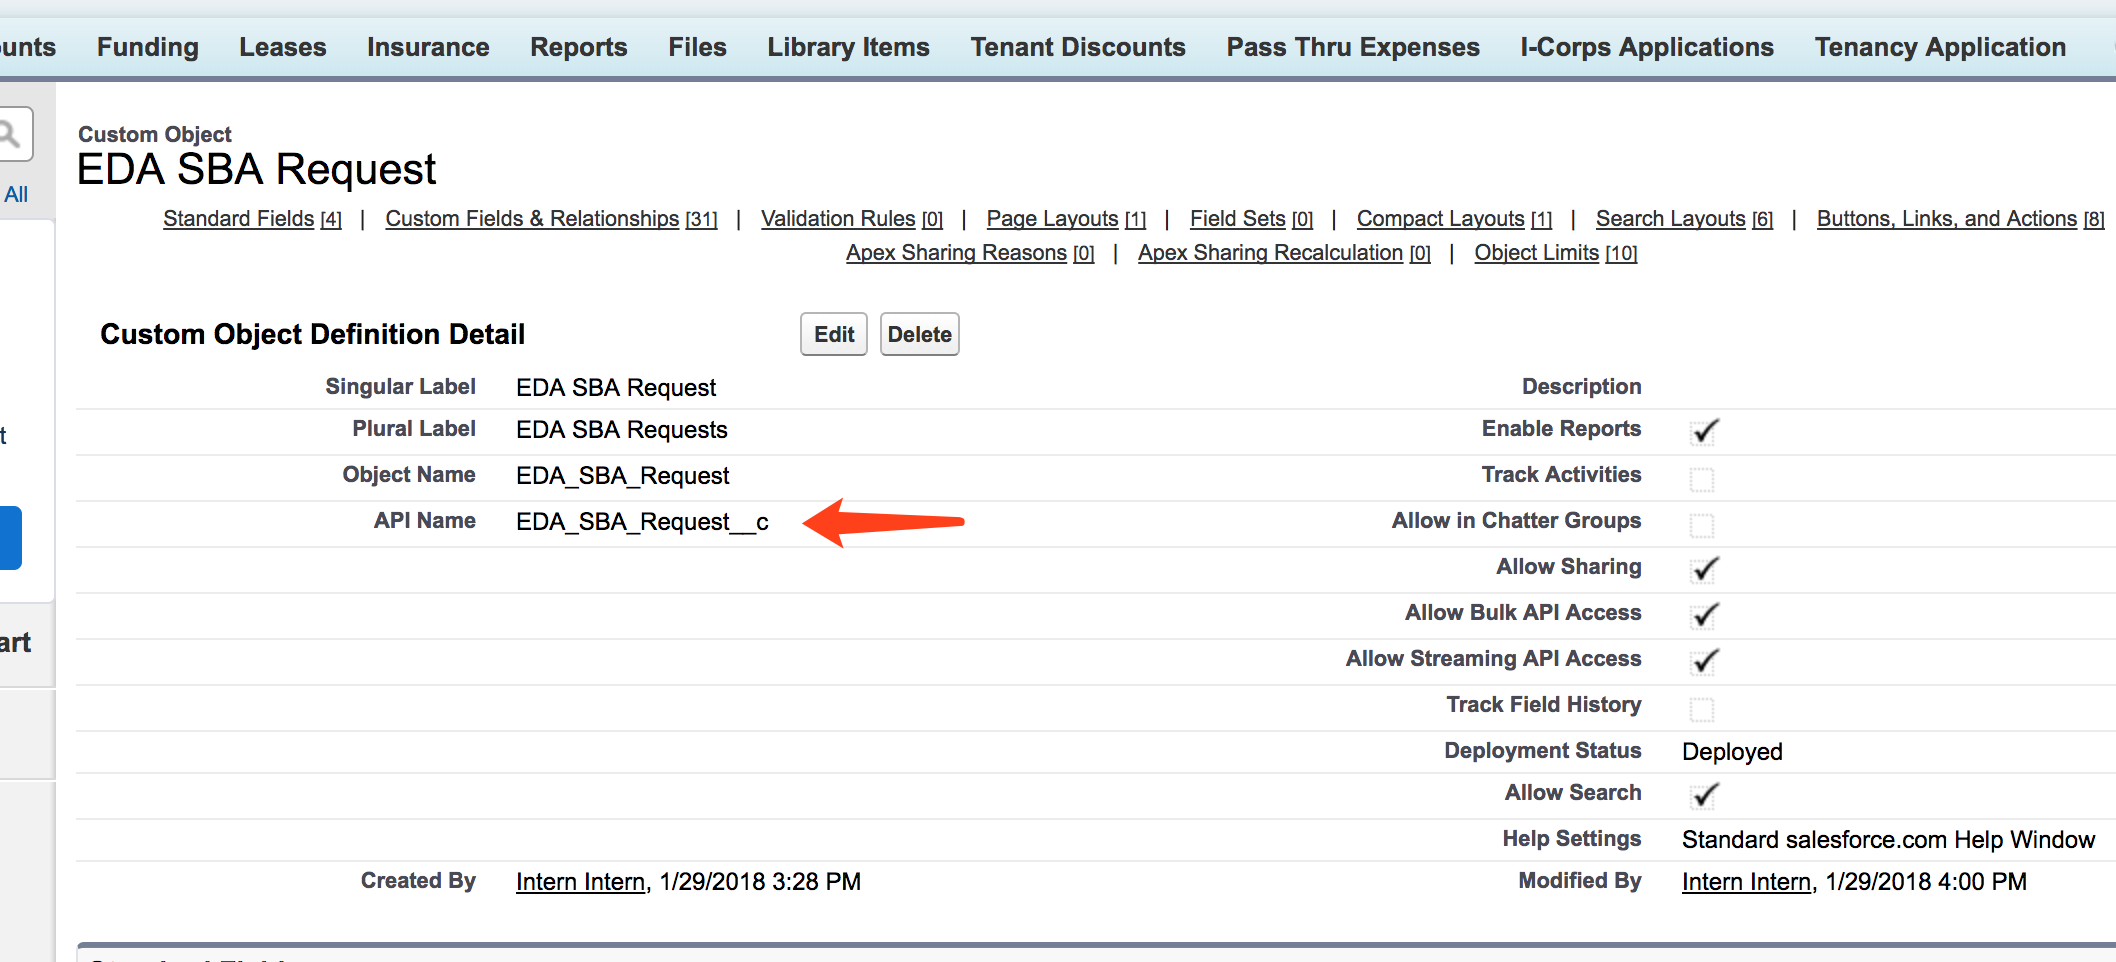 Funding Leases Insurance Reports Files Library Items Tenant Discounts Pass Thru Expenses I-Corps Applications Tenancy Application
All
Custom Object
EDA SBA Request
Standard Fields [4] | Custom Fields & Relationships [31] | Validation Rules [0] | Page Layouts [1] | Field Sets [0] | Compact Layouts [1] | Search Layouts [6] | Buttons, Links, and Actions [8]
Apex Sharing Reasons [0] | Apex Sharing Recalculation [0] | Object Limits [10]
Custom Object Definition Detail Edit Delete
Singular Label EDA SBA Request Description
Plural Label EDA SBA Requests Enable Reports
Object Name EDA_SBA_Request Track Activities
API Name EDA_SBA_Request__c Allow in Chatter Groups
Allow Sharing
Allow Bulk API Access
Allow Streaming API Access
Track Field History
Deployment Status Deployed
Allow Search
Help Settings Standard salesforce.com Help Window
Created By Intern Intern, 1/29/2018 3:28 PM Modified By Intern Intern, 1/29/2018 4:00 PM